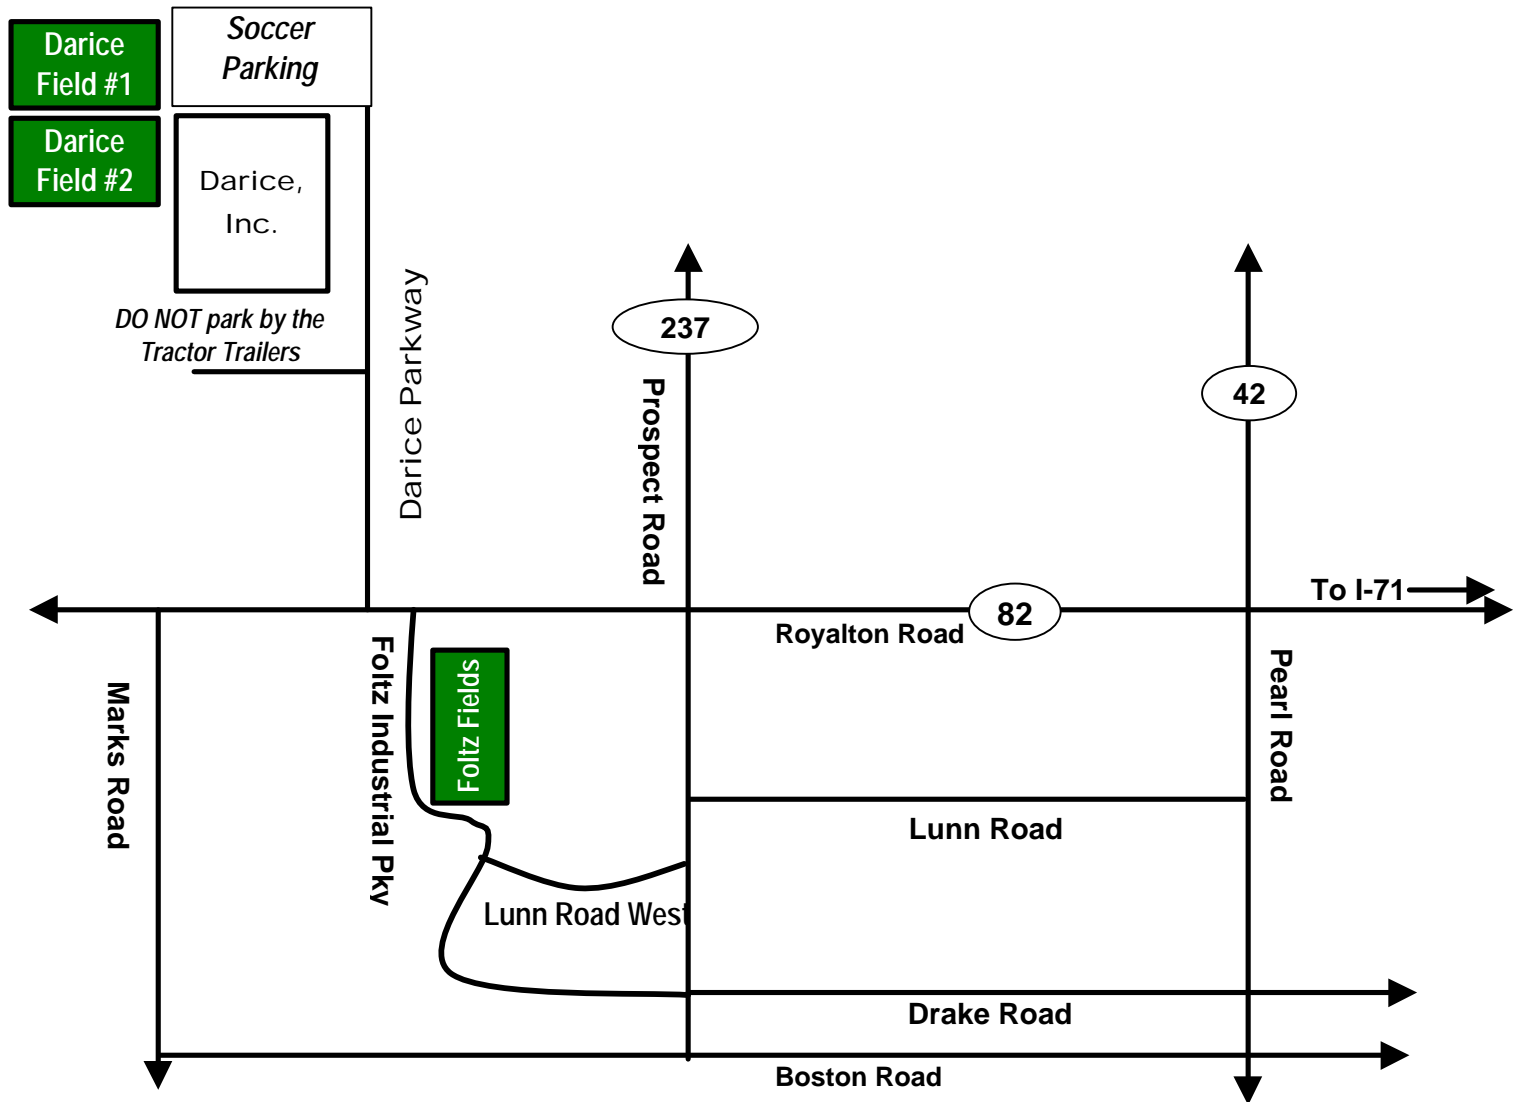 Darice
Field #1
Soccer
Parking
Darice
Field #2
Darice,
Inc.
DO NOT park by the
Tractor Trailers
Darice Parkway
237
Prospect Road
42
To I-71
82
Royalton Road
Marks Road
Foltz Industrial Pky
Foltz Fields
Pearl Road
Lunn Road
Lunn Road West
Drake Road
Boston Road